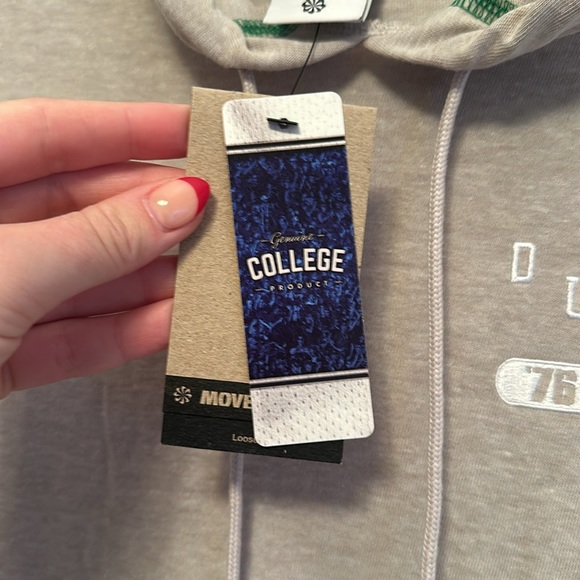 Genuine
COLLEGE
PRODUCT
MOVE
Loose
D
U
76